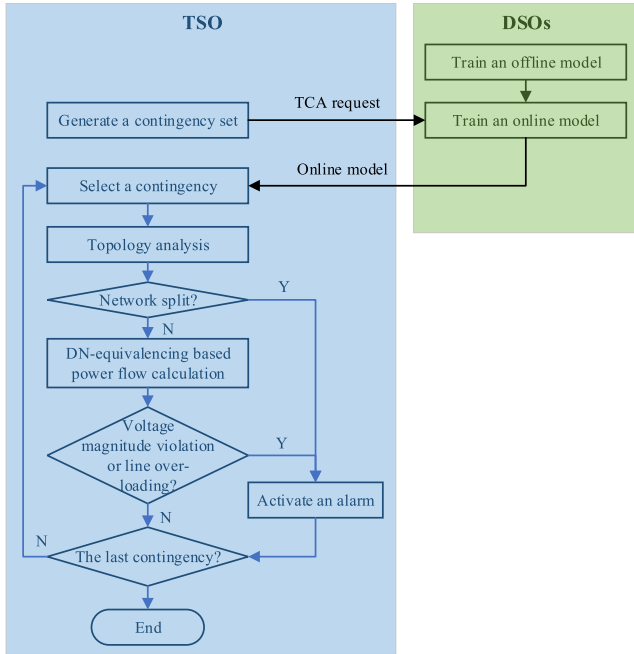 TSO
DSOs
Train an offline model
TCA request
Generate a contingency set
Train an online model
Online model
Select a contingency
Topology analysis
Network split?
Y
N
DN-equivalencing based
power flow calculation
Voltage
magnitude violation
or line over-
loading?
Y
N
Activate an alarm
The last contingency?
N
End